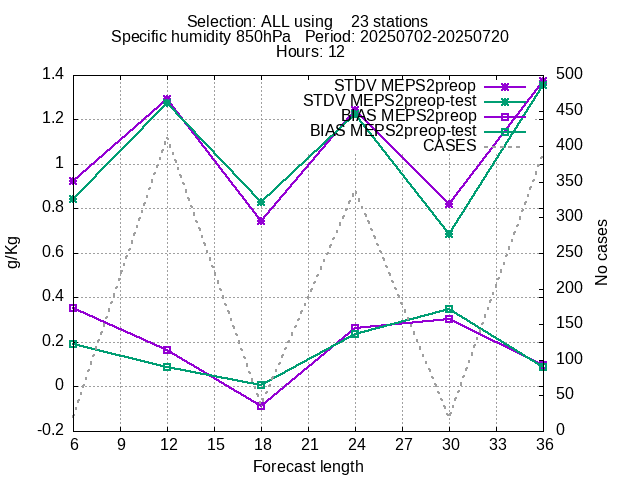 Selection: ALL using    23 stations
Specific humidity 850hPa   Period: 20250702-20250720
Hours: 12
STDV MEPS2preop
STDV MEPS2preop-test
BIAS MEPS2preop
BIAS MEPS2preop-test
CASES
1.4
1.2
1
0.8
0.6
0.4
0.2
0
-0.2
g/Kg
500
450
400
350
300
250
200
150
100
50
0
No cases
6 9 12 15 18 21 24 27 30 33 36
Forecast length